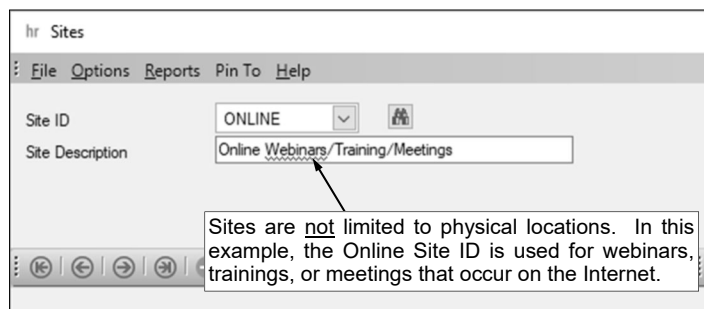 hr Sites
File Options Reports Pin To Help
Site ID ONLINE
Site Description Online Webinars/Training/Meetings
Sites are not limited to physical locations. In this
example, the Online Site ID is used for webinars,
trainings, or meetings that occur on the Internet.